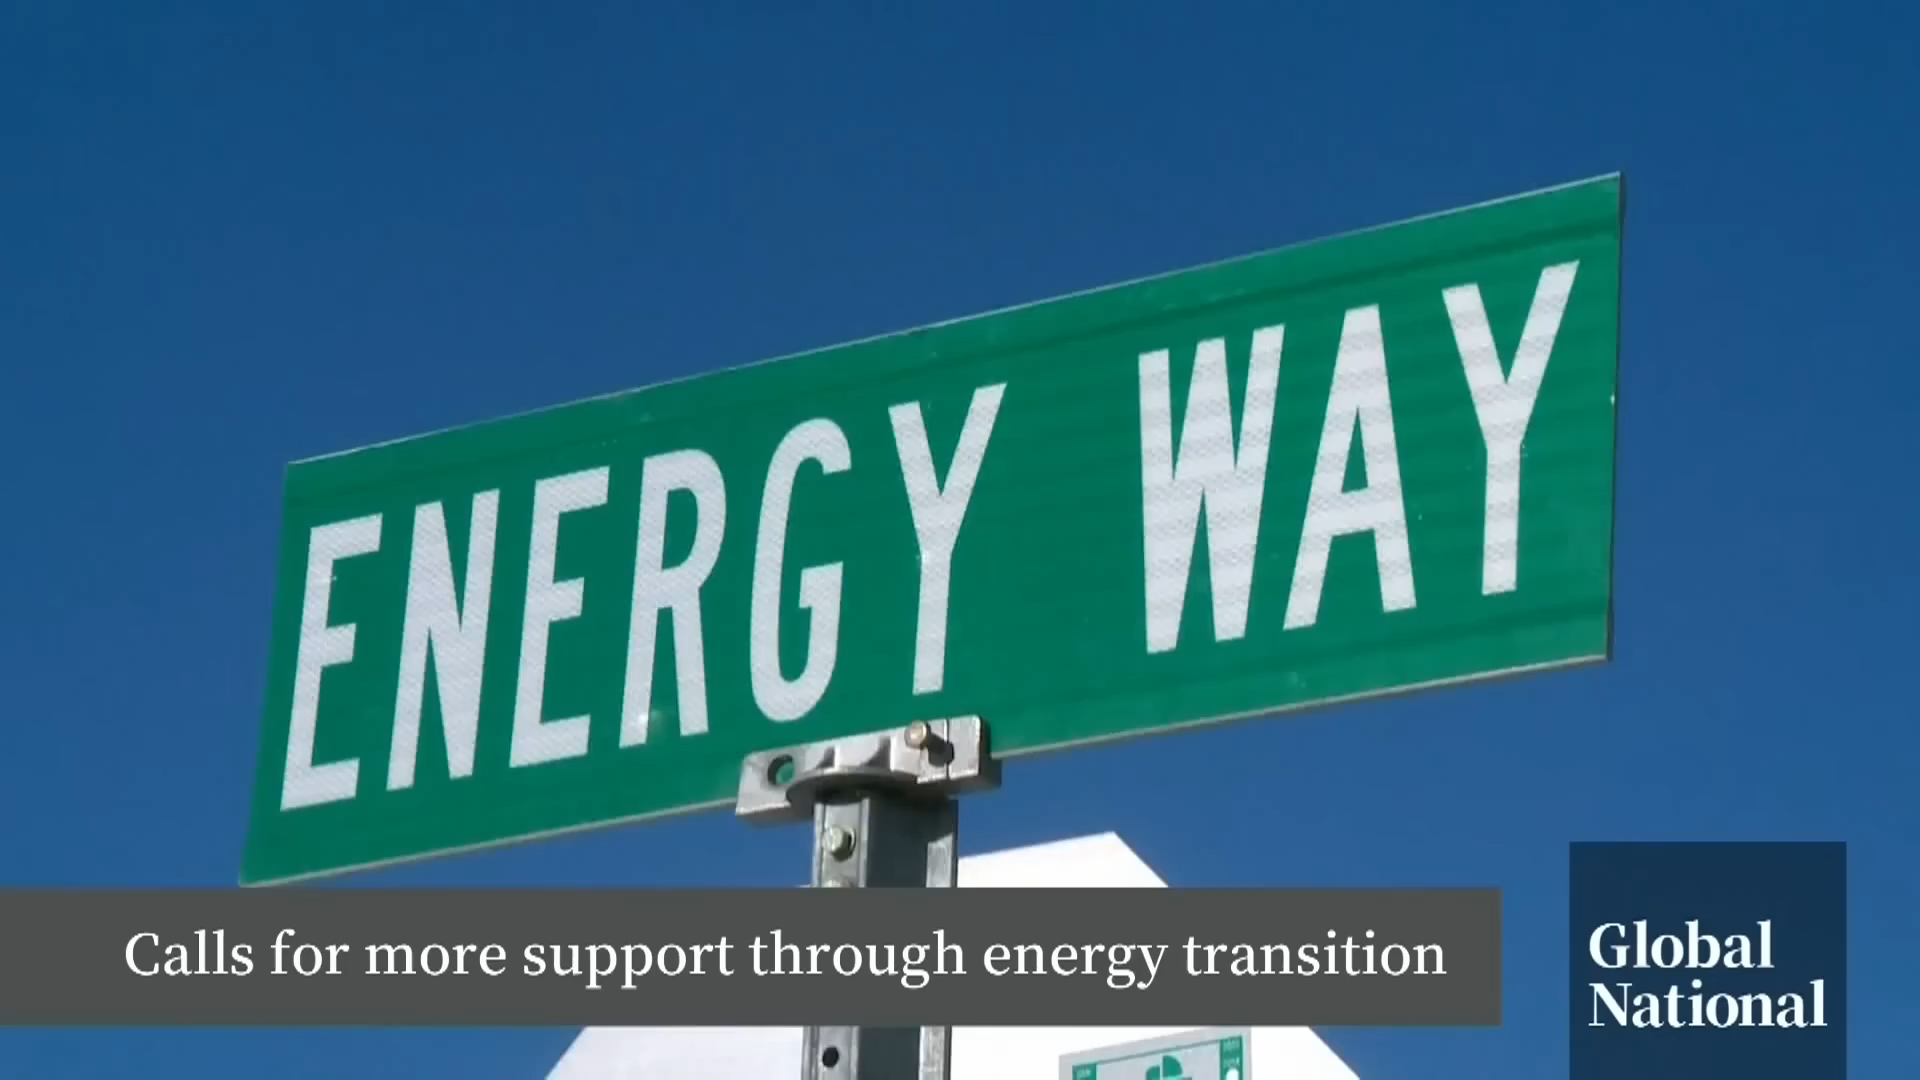 ENERGY WAY
Calls for more support through energy transition
Global
National